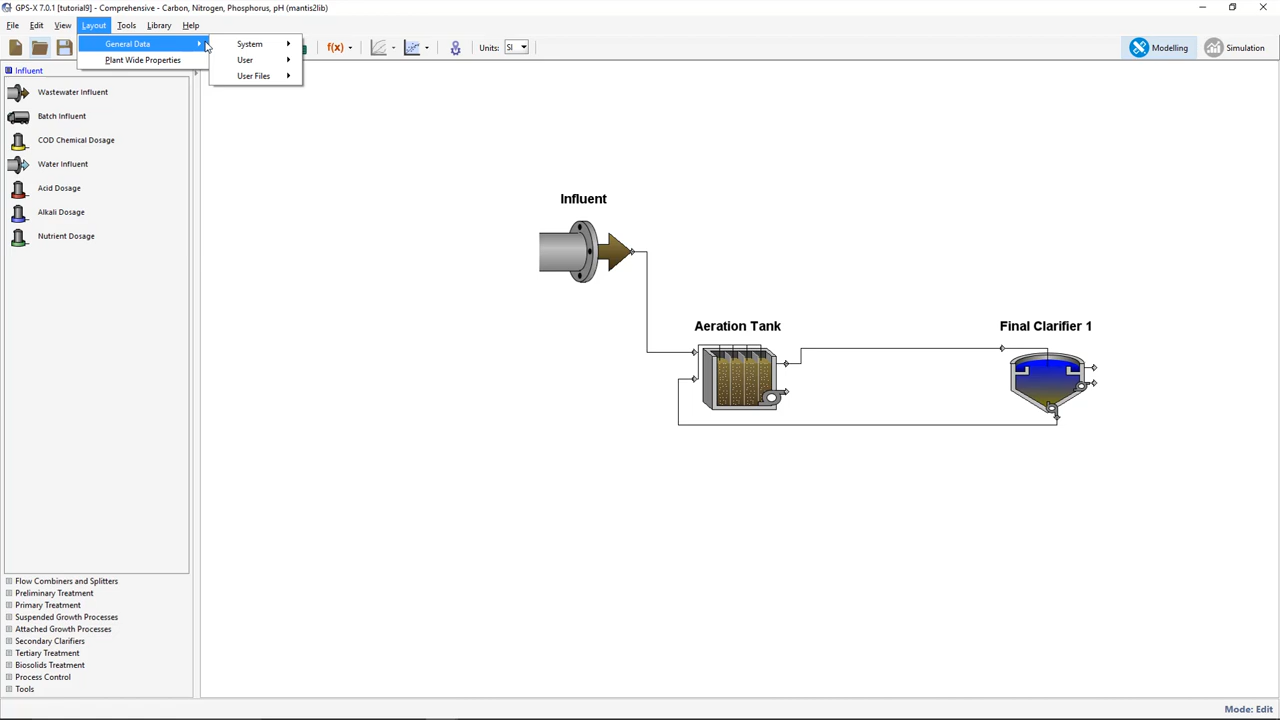 GPS-X 7.0.1 [tutorial9] - Comprehensive - Carbon, Nitrogen, Phosphorus, pH (mantis2lib)
File Edit View Layout Tools Library Help
General Data
Plant Wide Properties
System
User
User Files
f(x)
Units: SI
Modelling
Simulation
Influent
Wastewater Influent
Batch Influent
COD Chemical Dosage
Water Influent
Acid Dosage
Alkali Dosage
Nutrient Dosage
Influent
Aeration Tank
Final Clarifier 1
Flow Combiners and Splitters
Preliminary Treatment
Primary Treatment
Suspended Growth Processes
Attached Growth Processes
Secondary Clarifiers
Tertiary Treatment
Biosolids Treatment
Process Control
Tools
Mode: Edit